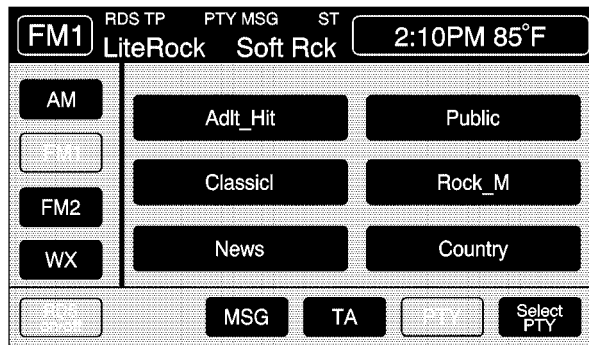 FM1
RDS TP PTY MSG ST
LiteRock Soft Rck
2:10PM 85°F
AM
Adlt_Hit Public
FM1
Classicl Rock_M
FM2
News Country
WX
RDS
MSG TA PTY Select
PTY